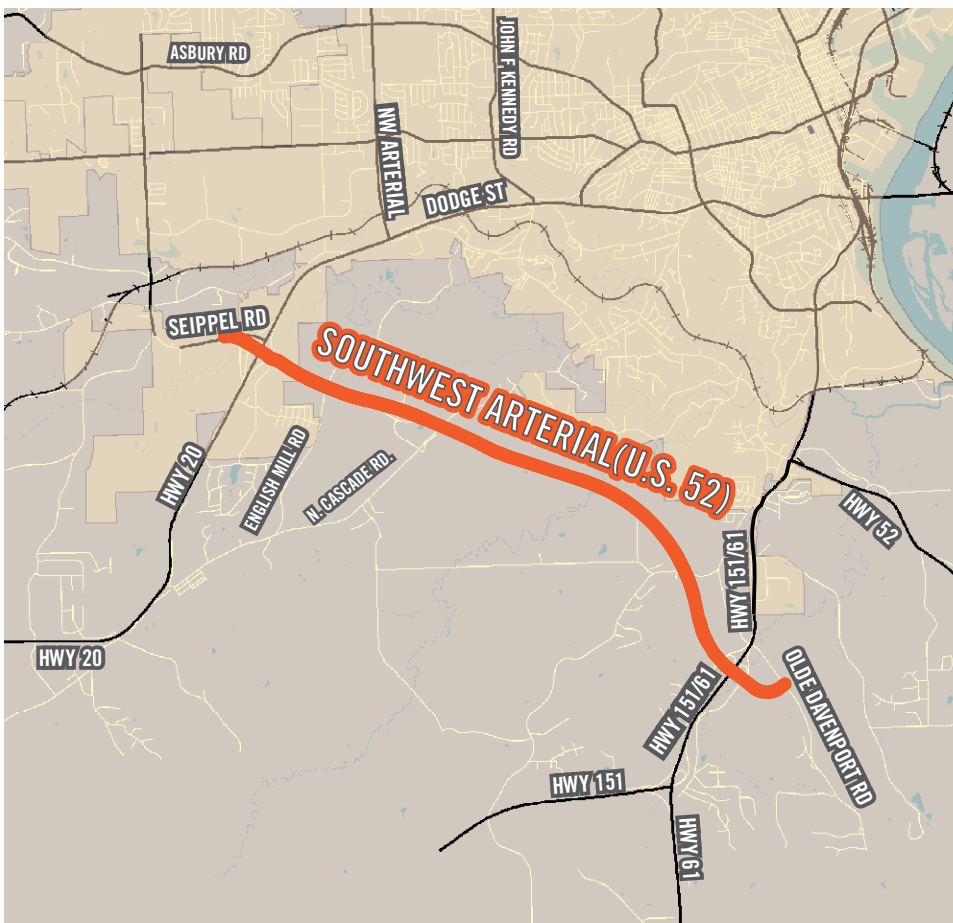 ASBURY RD
JOHN F KENNEDY RD
NW ARTERIAL
DODGE ST
SEIPPEL RD
SOUTHWEST ARTERIAL(U.S. 52)
HWY 20
ENGLISH MILL RD
N. CASCADE RD.
HWY 52
HWY 151/61
HWY 20
HWY 151/61
OLDE DAVENPORT RD
HWY 151
HWY 61